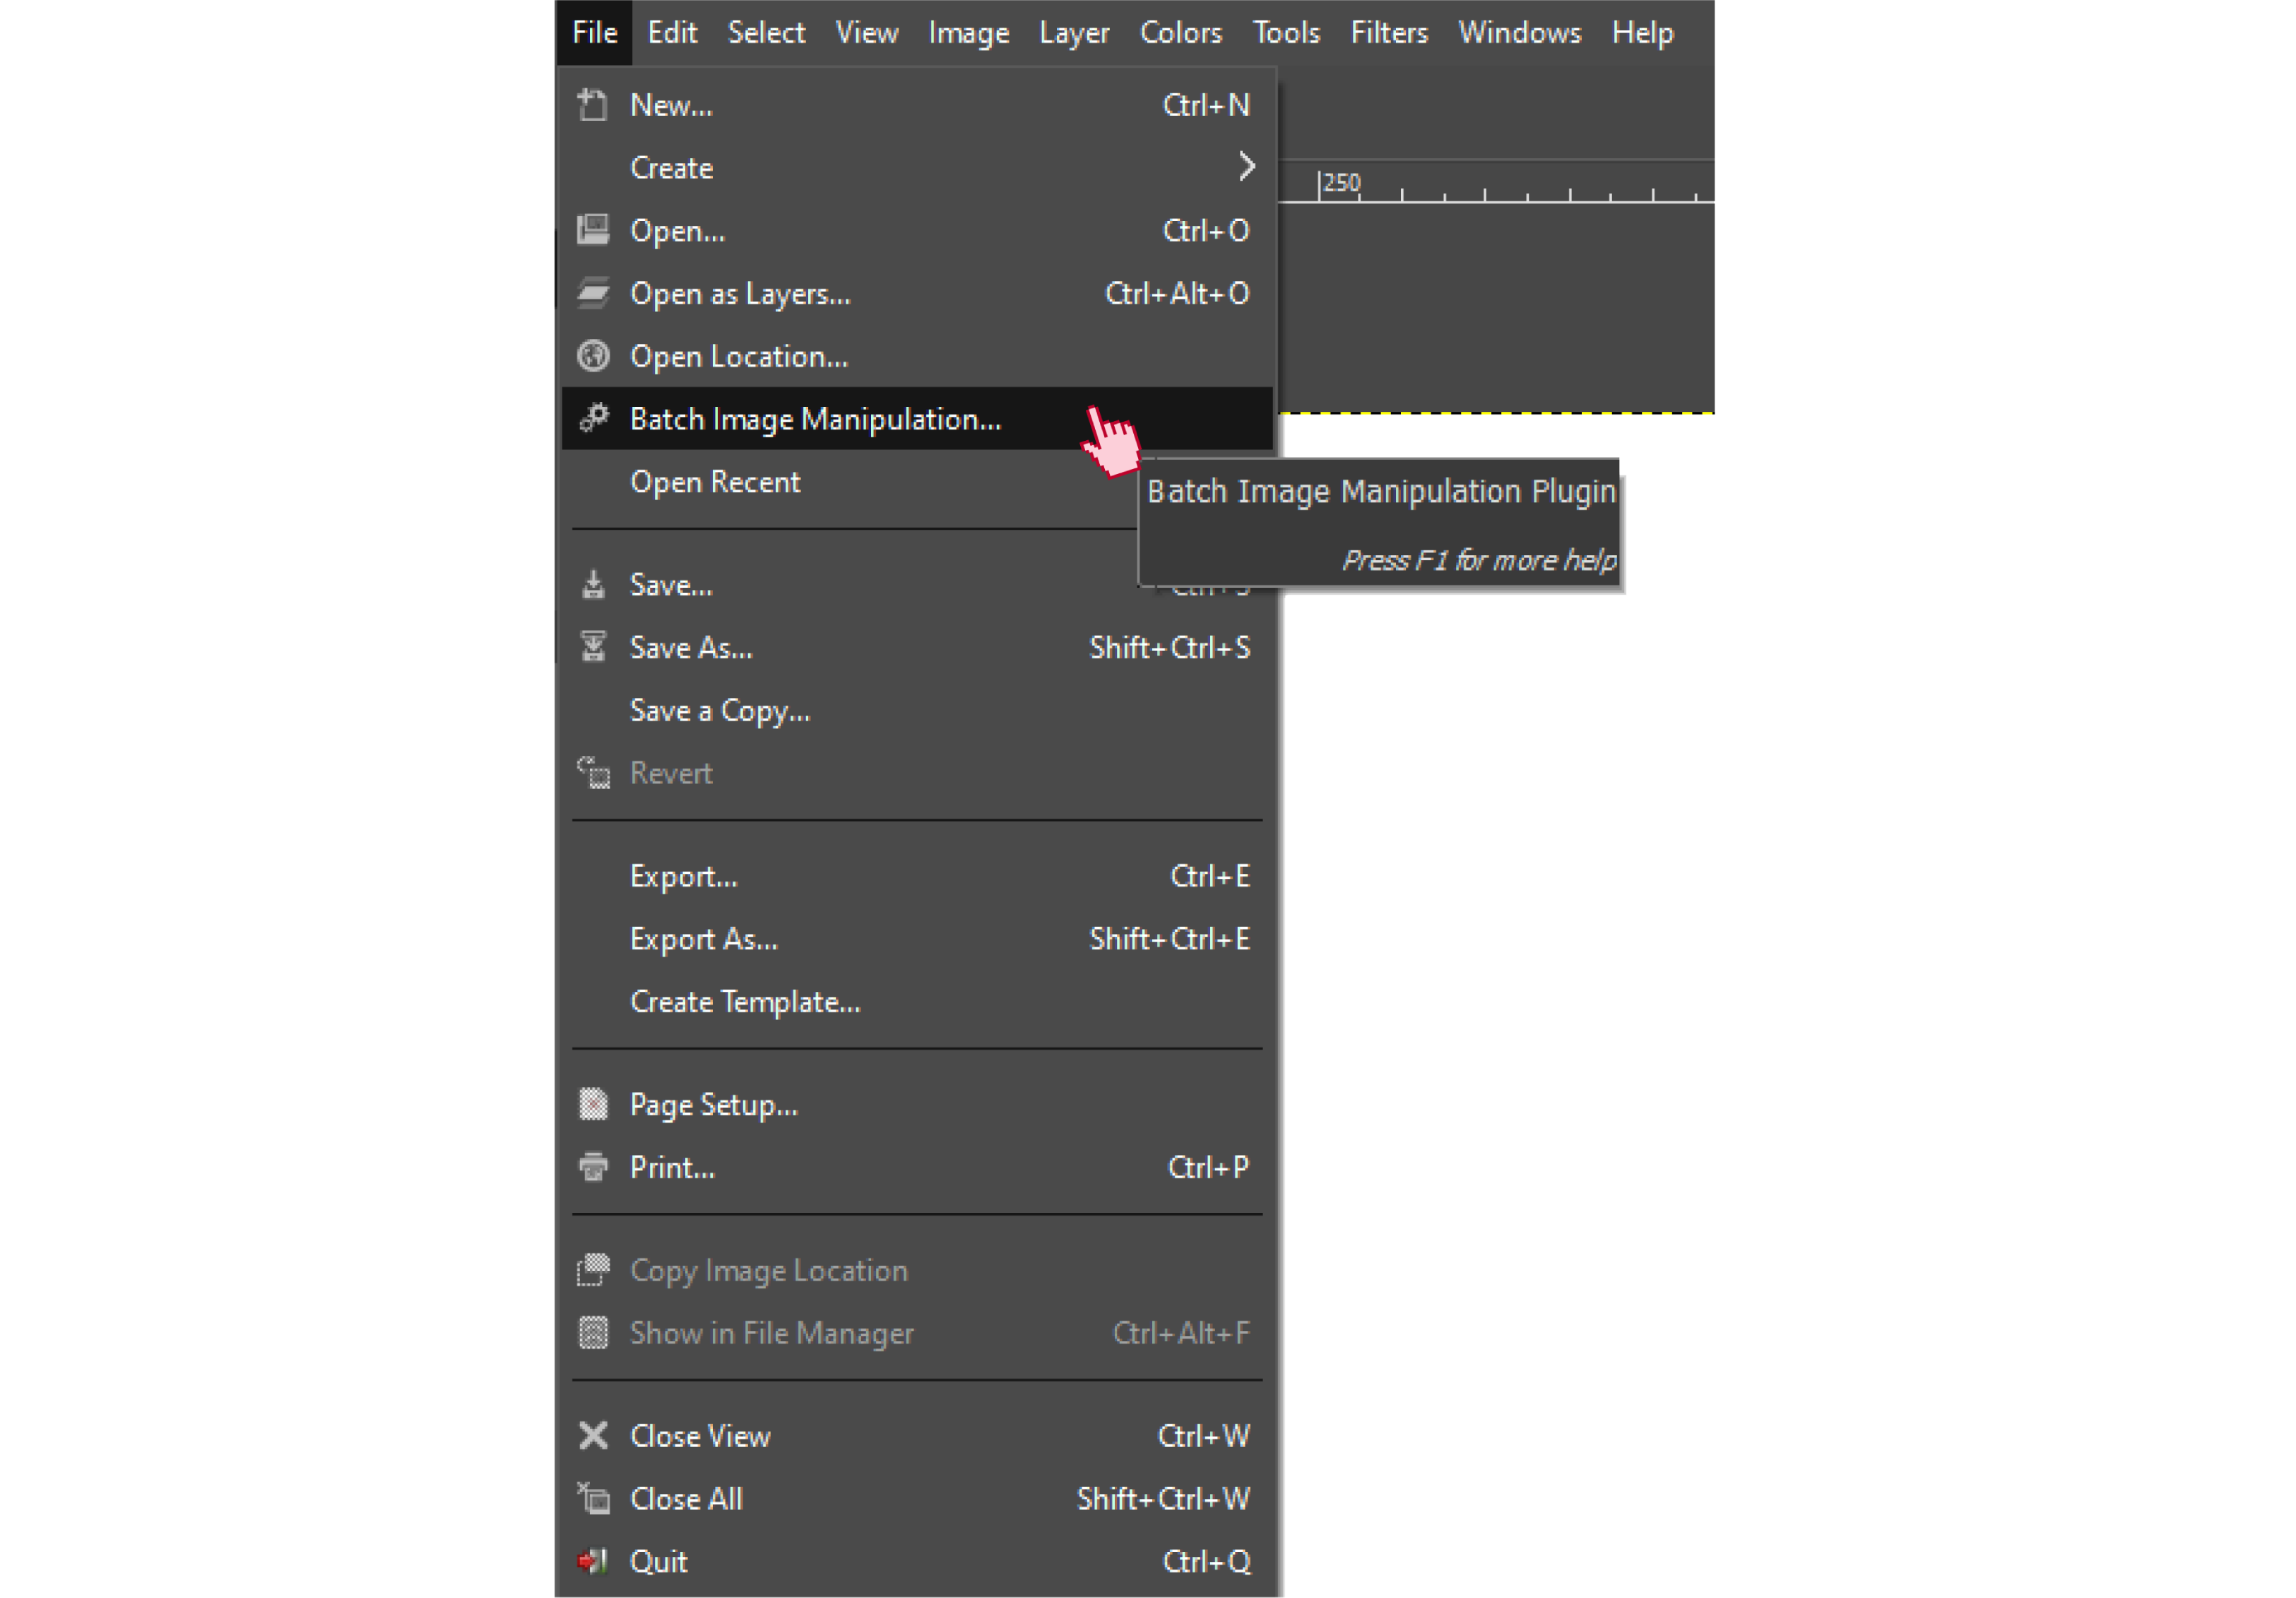 File Edit Select View Image Layer Colors Tools Filters Windows Help
New... Ctrl+N
Create
250
Open... Ctrl+O
Open as Layers... Ctrl+Alt+O
Open Location...
Batch Image Manipulation...
Open Recent
Batch Image Manipulation Plugin
Press F1 for more help
Save...
Save As... Shift+Ctrl+S
Save a Copy...
Revert
Export... Ctrl+E
Export As... Shift+Ctrl+E
Create Template...
Page Setup...
Print... Ctrl+P
Copy Image Location
Show in File Manager Ctrl+Alt+F
Close View Ctrl+W
Close All Shift+Ctrl+W
Quit Ctrl+Q